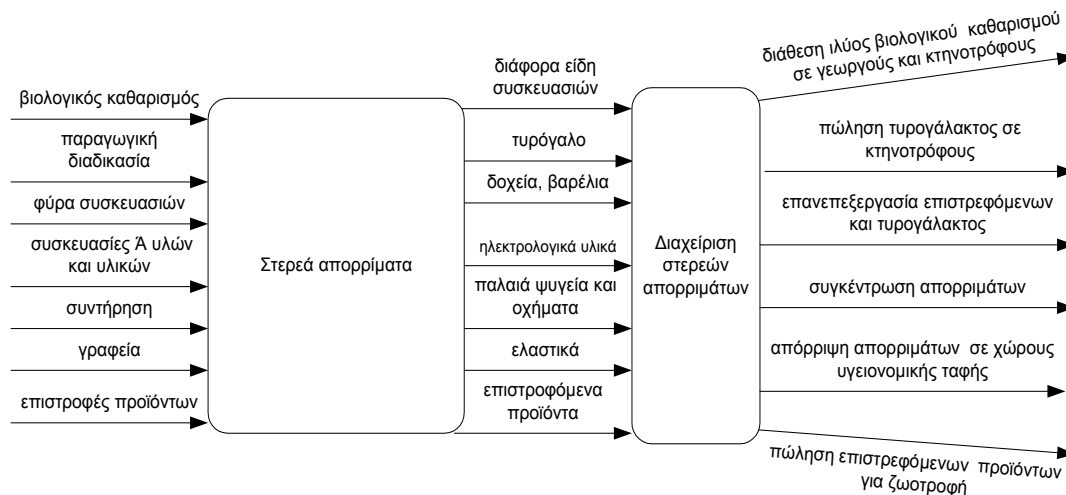 βιολογικός καθαρισμός
παραγωγική
διαδικασία
φύρα συσκευασιών
συσκευασίες Ά υλών
και υλικών
συντήρηση
γραφεία
επιστροφές προϊόντων
Στερεά απορρίματα
διάφορα είδη
συσκευασιών
τυρόγαλο
δοχεία, βαρέλια
ηλεκτρολογικά υλικά
παλαιά ψυγεία και
οχήματα
ελαστικά
επιστροφόμενα
προϊόντα
Διαχείριση
στερεών
απορριμάτων
διάθεση ιλύος βιολογικού καθαρισμού
σε γεωργούς και κτηνοτρόφους
πώληση τυρογάλακτος σε
κτηνοτρόφους
επανεπεξεργασία επιστρεφόμενων
και τυρογάλακτος
συγκέντρωση απορριμάτων
απόρριψη απορριμάτων σε χώρους
υγειονομικής ταφής
πώληση επιστρεφόμενων προϊόντων
για ζωοτροφή